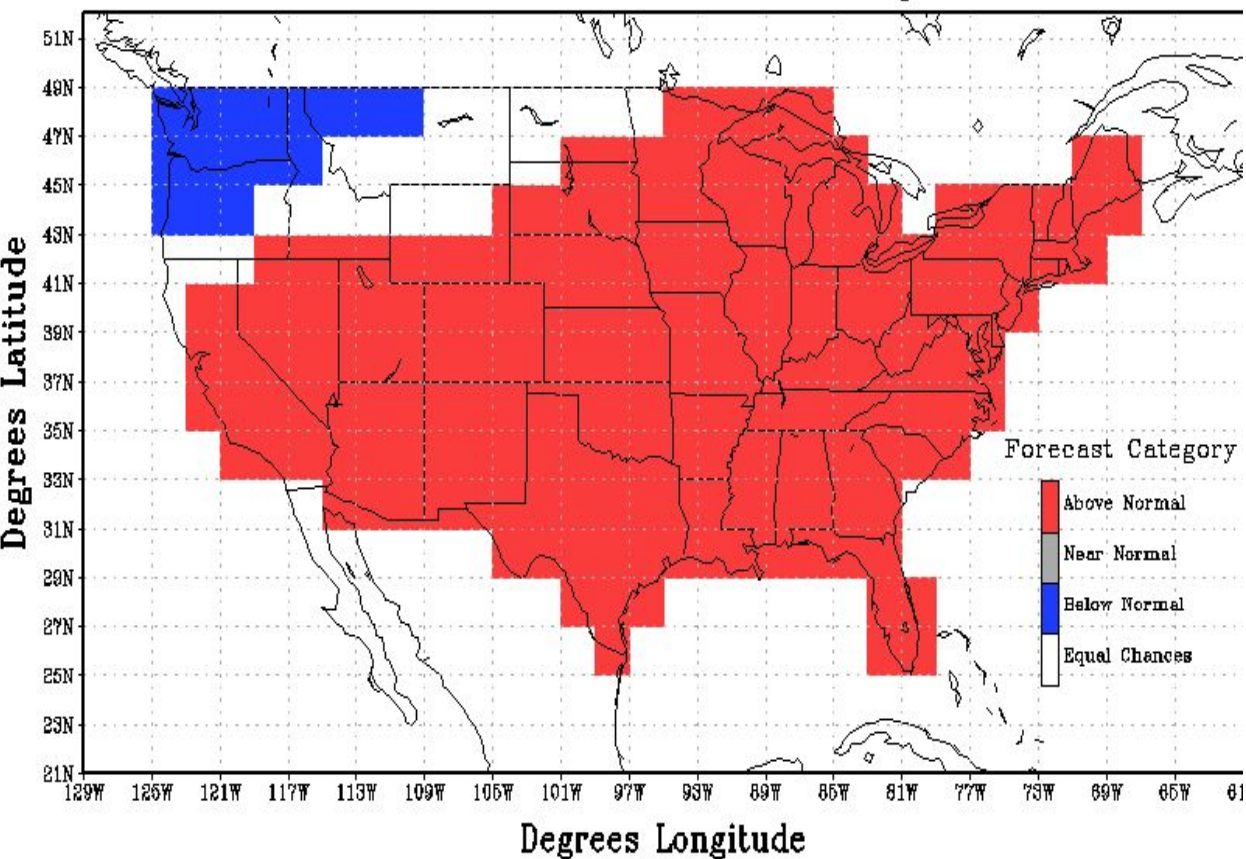 51N
49N
47N
45N
43N
41N
39N
37N
35N
33N
31N
29N
27N
25N
23N
21N
Degrees Latitude
Forecast Category
Above Normal
Near Normal
Below Normal
Equal Chances
129W 125W 121W 117W 113W 109W 105W 101W 97W 93W 89W 85W 81W 77W 73W 69W 65W
Degrees Longitude